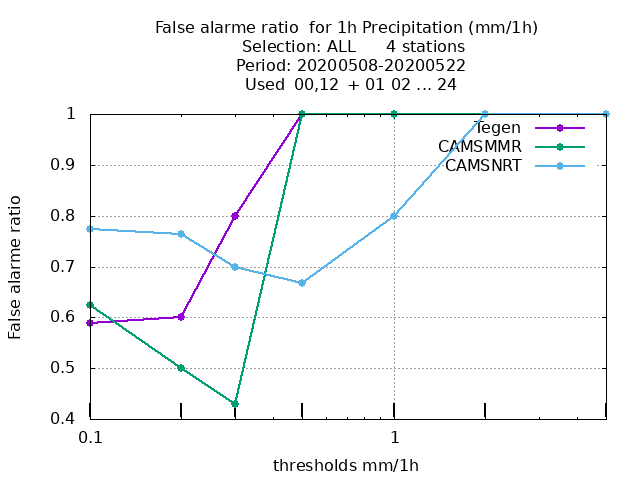 False alarme ratio  for 1h Precipitation (mm/1h)
Selection: ALL      4 stations
Period: 20200508-20200522
Used  00,12  + 01 02 ... 24
1
0.9
0.8
0.7
0.6
0.5
0.4
0.1
1
False alarme ratio
thresholds mm/1h
Tegen
CAMSMMR
CAMSNRT